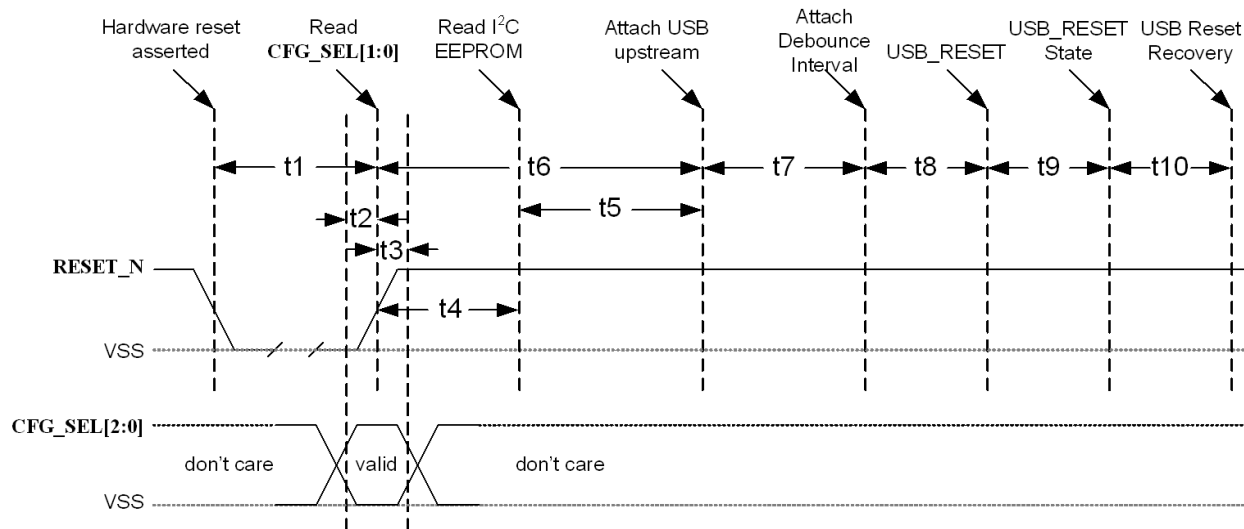 Hardware reset
asserted
Read
CFG_SEL[1:0]
Read I²C
EEPROM
Attach USB
upstream
Attach
Debounce
Interval
USB_RESET
USB_RESET
State
USB Reset
Recovery
t1
t6
t7
t8
t9
t10
t2
t5
t3
RESET_N
t4
VSS
CFG_SEL[2:0]
don't care
valid
don't care
VSS